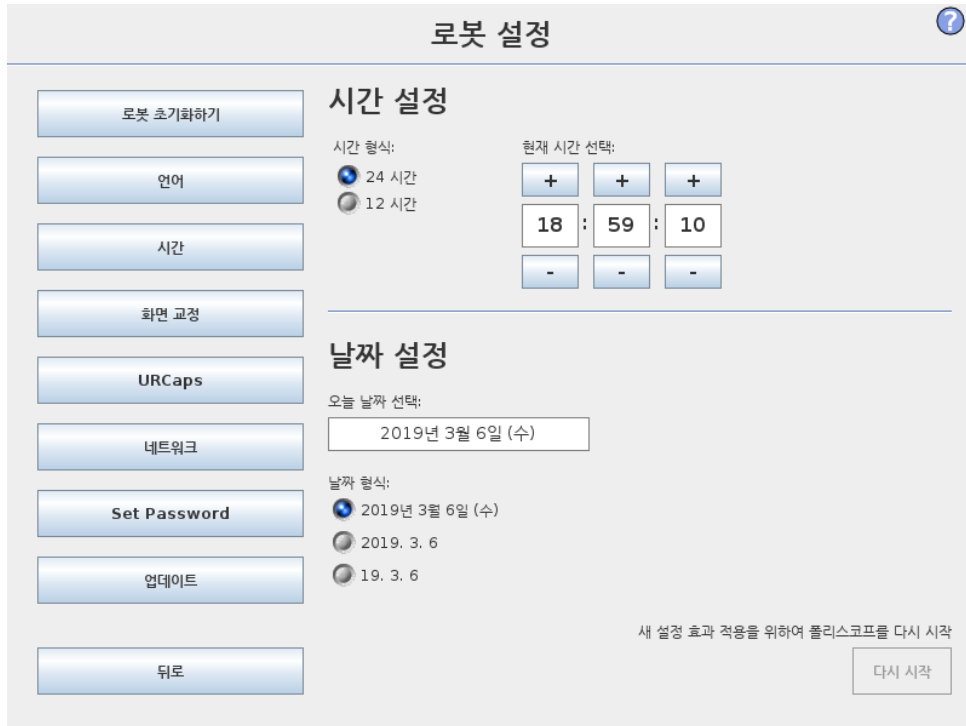 로봇 설정
?
로봇 초기화하기
언어
시간
화면 교정
URCaps
네트워크
Set Password
업데이트
뒤로
시간 설정
시간 형식:
24 시간
12 시간
현재 시간 선택:
+ + +
18 : 59 : 10
- - -
날짜 설정
오늘 날짜 선택:
2019년 3월 6일 (수)
날짜 형식:
2019년 3월 6일 (수)
2019. 3. 6
19. 3. 6
새 설정 효과 적용을 위하여 폴리스코프를 다시 시작
다시 시작